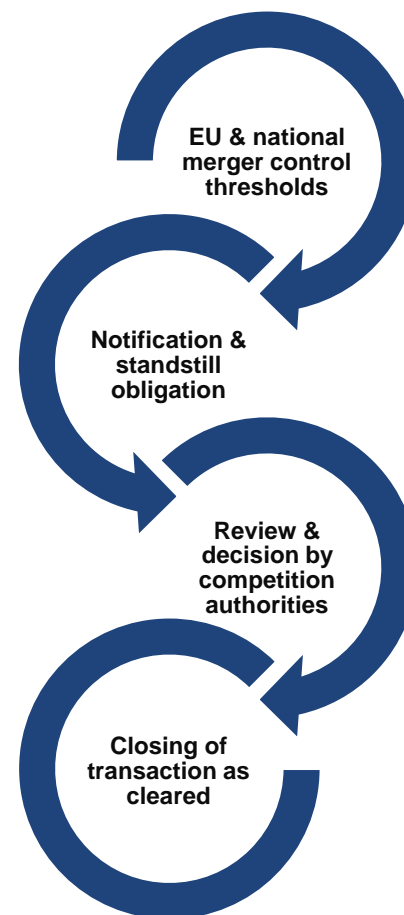 EU & national
merger control
thresholds
Notification &
standstill
obligation
Review &
decision by
competition
authorities
Closing of
transaction as
cleared